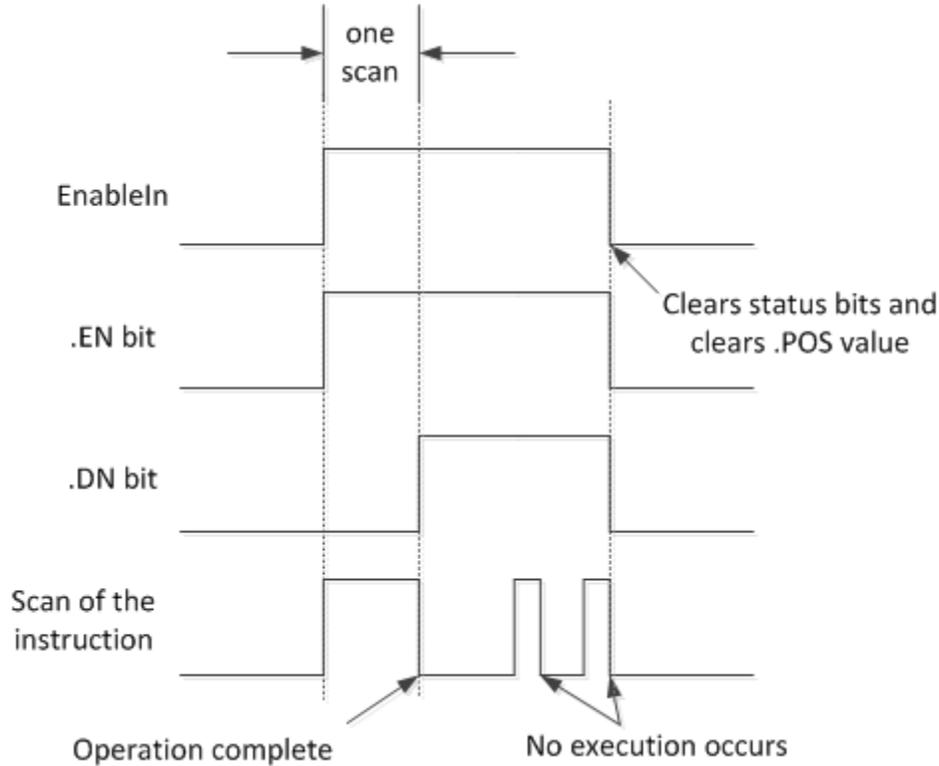 one
scan
EnableIn
Clears status bits and
clears .POS value
.EN bit
.DN bit
Scan of the
instruction
Operation complete
No execution occurs